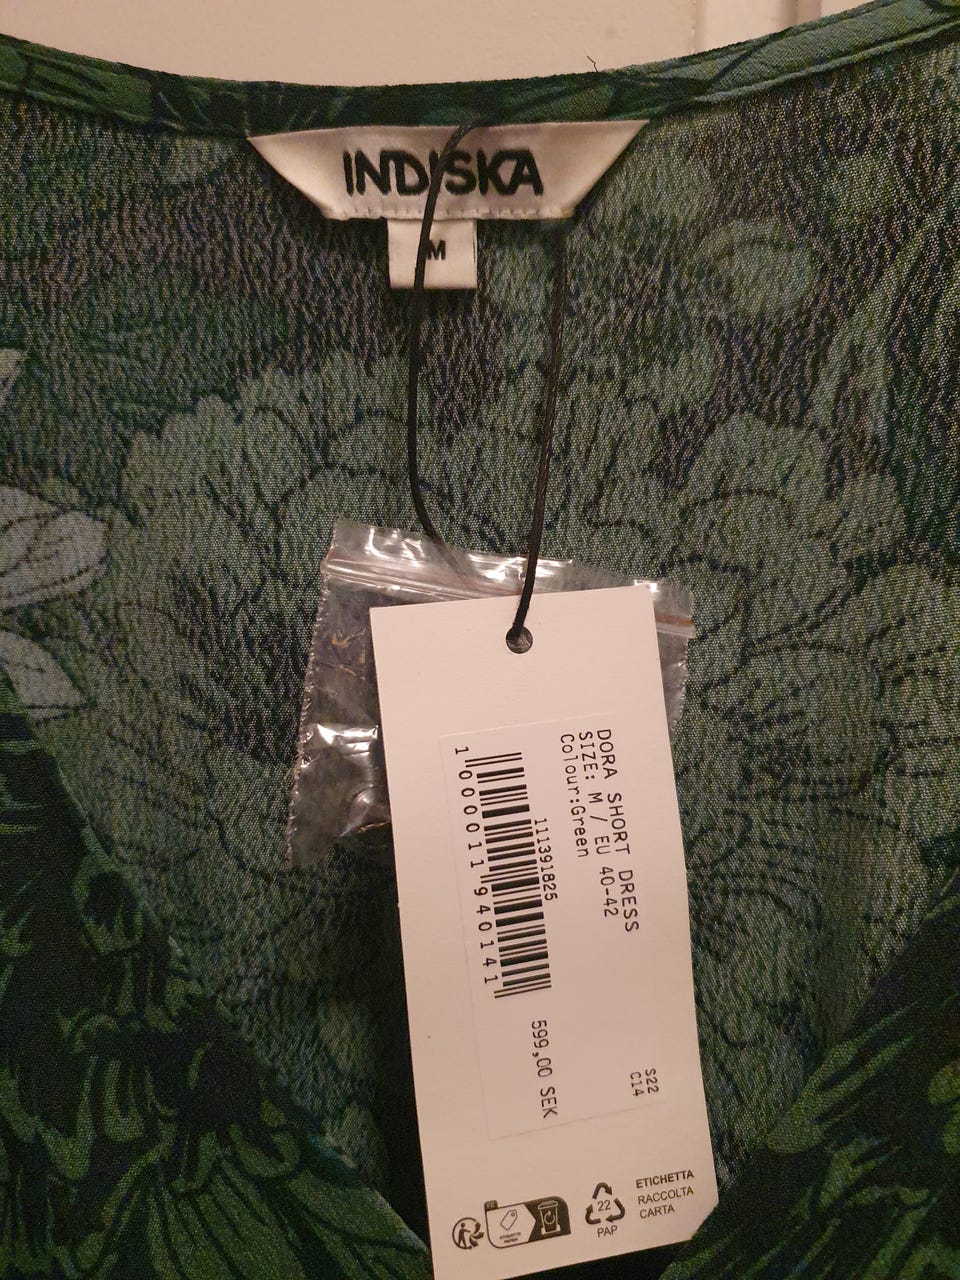 INDISKA
M
DORA SHORT DRESS
SIZE: M / EU 40-42
Colour:Green
111391825
1000011940141
599,00 SEK
S22
C14
22
PAP
ETICHETTA
RACCOLTA
CARTA